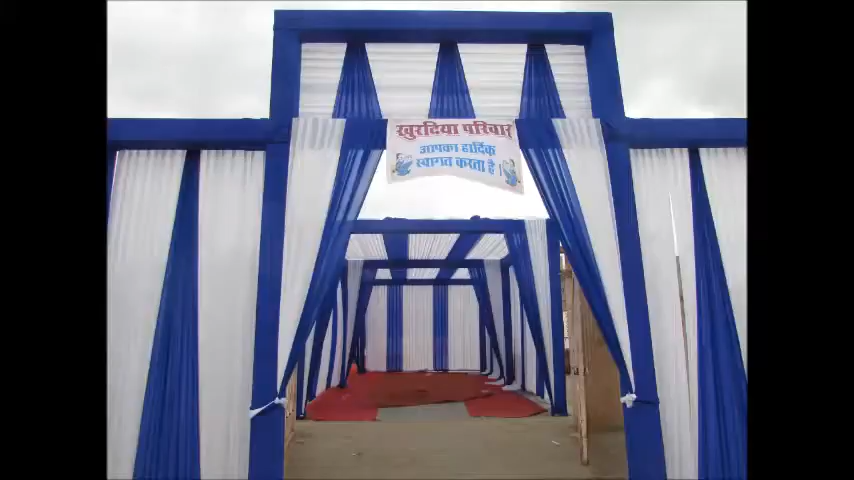 खुरदिया परिवार
आपका हार्दिक
स्वागत करता है